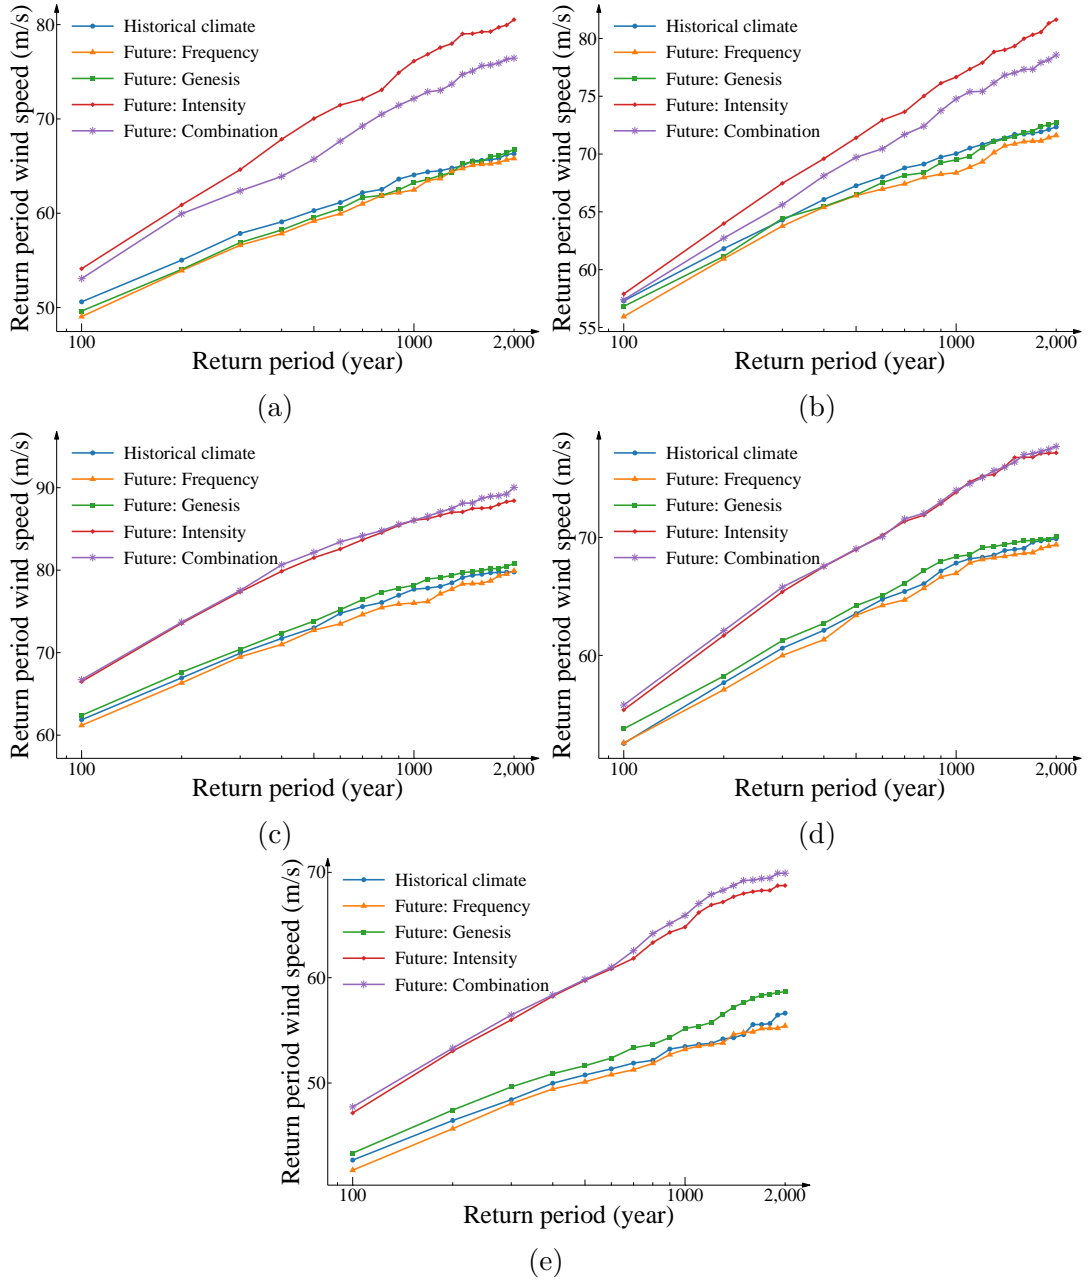 Return period wind speed (m/s)
80
70
60
50
Historical climate
Future: Frequency
Future: Genesis
Future: Intensity
Future: Combination
100
1000
2,000
Return period (year)
(a)
Return period wind speed (m/s)
80
75
70
65
60
55
Historical climate
Future: Frequency
Future: Genesis
Future: Intensity
Future: Combination
100
1000
2,000
Return period (year)
(b)
Return period wind speed (m/s)
90
80
70
60
Historical climate
Future: Frequency
Future: Genesis
Future: Intensity
Future: Combination
100
1000
2,000
Return period (year)
(c)
Return period wind speed (m/s)
70
60
Historical climate
Future: Frequency
Future: Genesis
Future: Intensity
Future: Combination
100
1000
2,000
Return period (year)
(d)
Return period wind speed (m/s)
70
60
50
Historical climate
Future: Frequency
Future: Genesis
Future: Intensity
Future: Combination
100
1000
2,000
Return period (year)
(e)